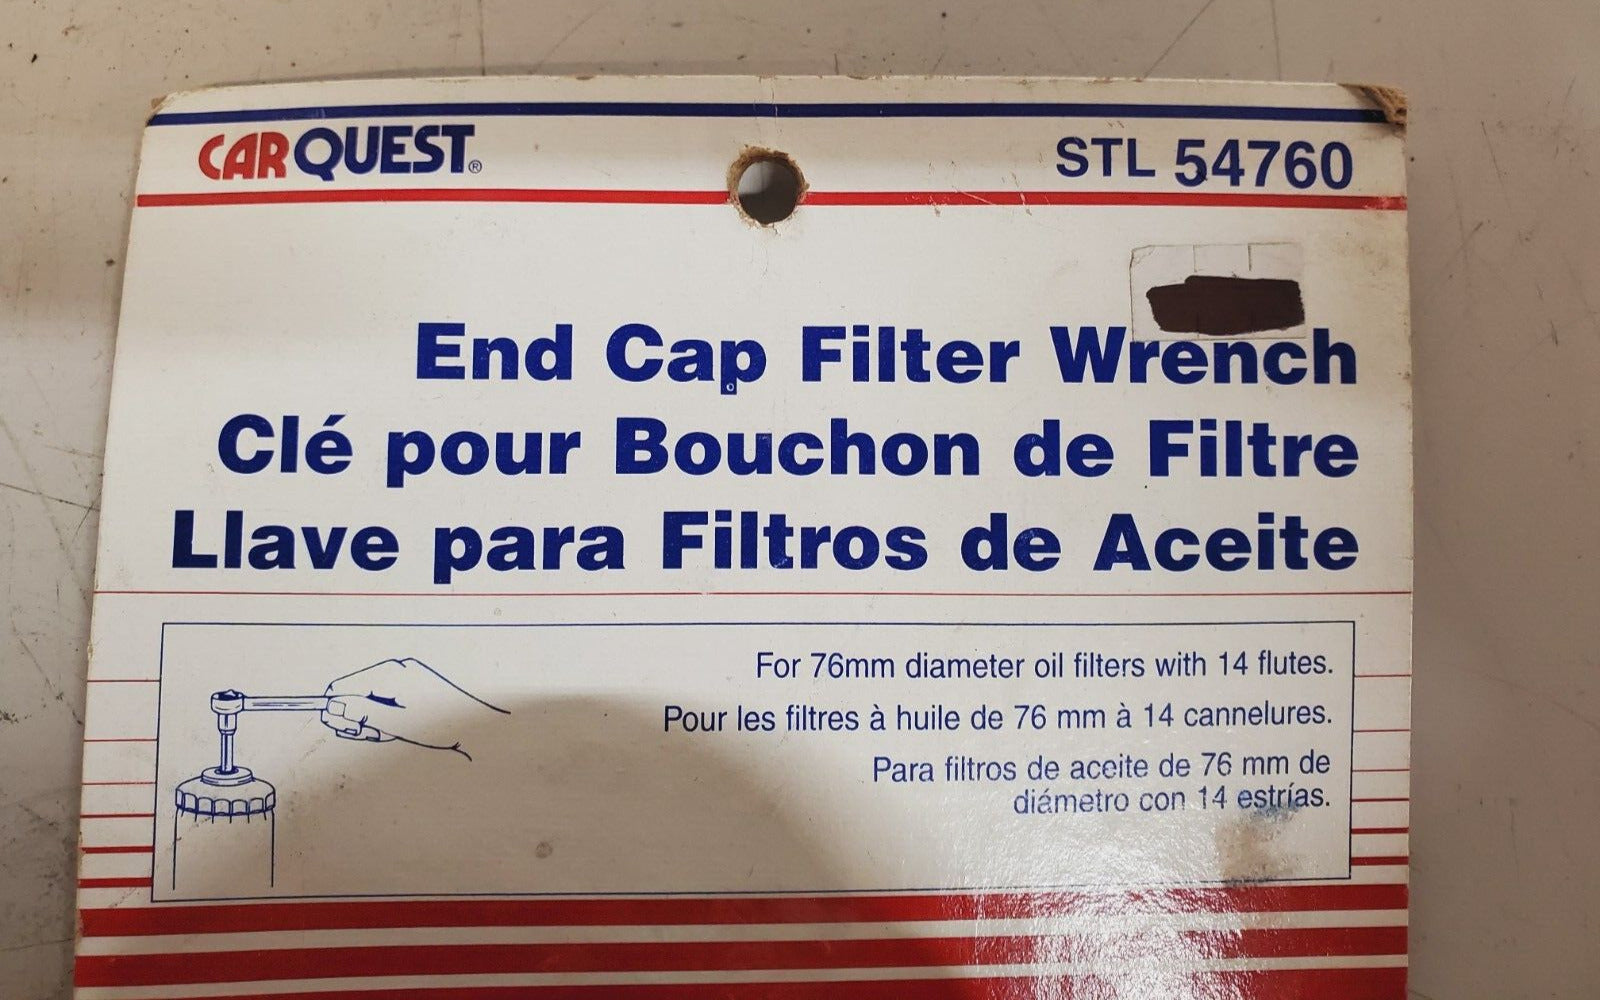 CARQUEST®
STL 54760
End Cap Filter Wrench
Clé pour Bouchon de Filtre
Llave para Filtros de Aceite
For 76mm diameter oil filters with 14 flutes.
Pour les filtres à huile de 76 mm à 14 cannelures.
Para filtros de aceite de 76 mm de
diámetro con 14 estrías.